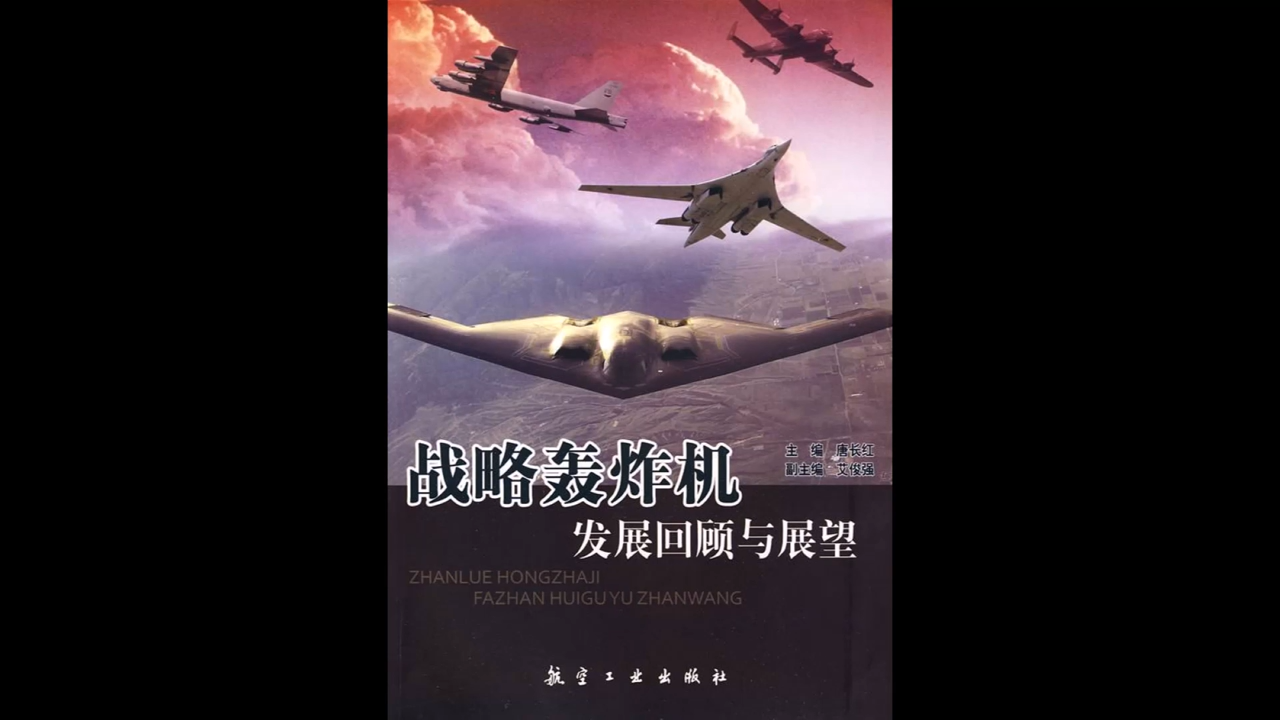 战略轰炸机
主 编 唐长红
副主编 艾俊强
发展回顾与展望
ZHANLUE HONGZHAJI
FAZHAN HUIGU YU ZHANWANG
航空工业出版社